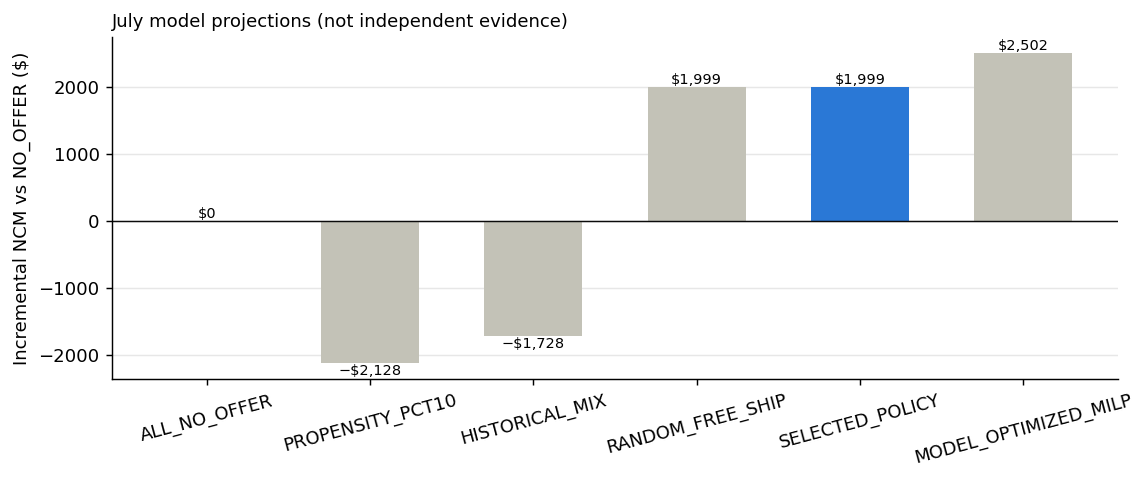 July model projections (not independent evidence)
Incremental NCM vs NO_OFFER ($)
2000
1000
0
−1000
−2000
$0
−$2,128
−$1,728
$1,999
$1,999
$2,502
ALL_NO_OFFER
PROPENSITY_PCT10
HISTORICAL_MIX
RANDOM_FREE_SHIP
SELECTED_POLICY
MODEL_OPTIMIZED_MILP